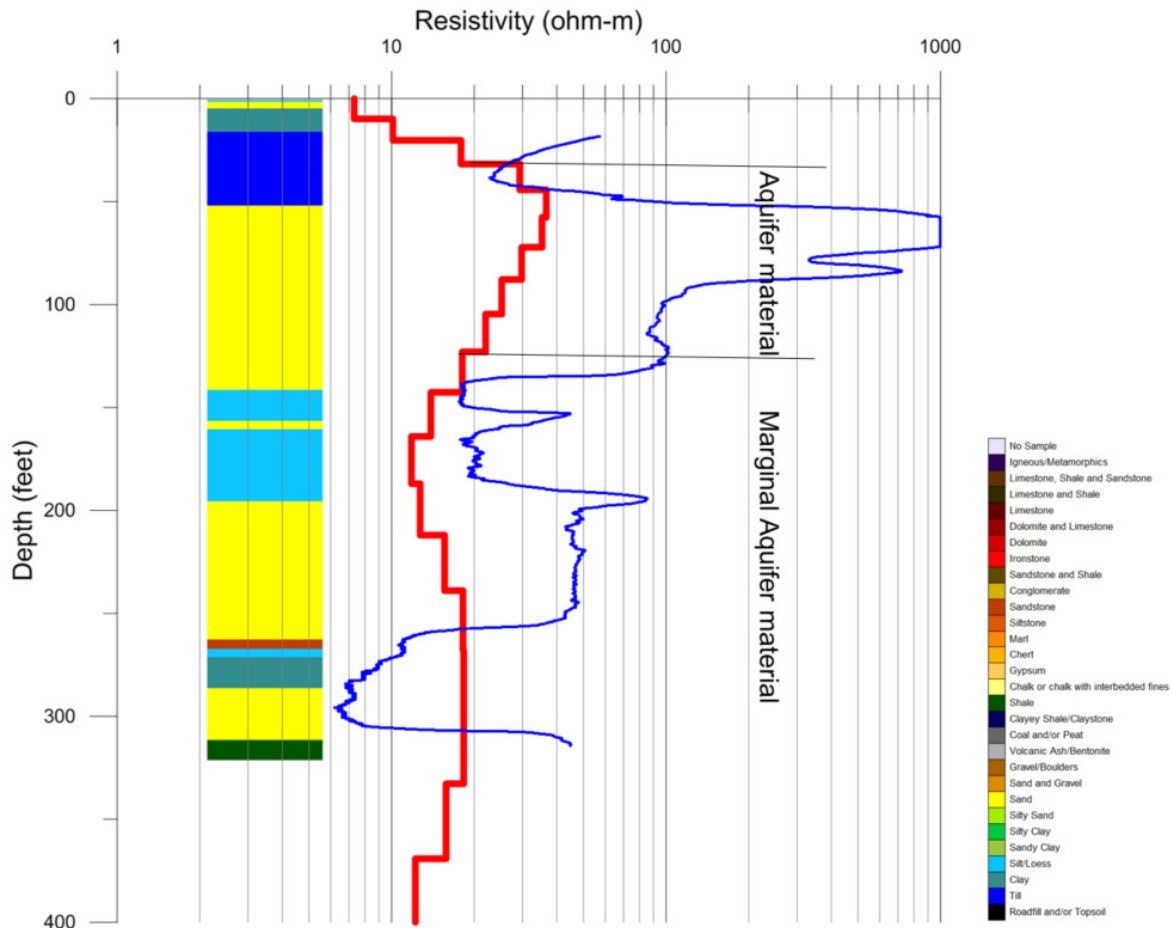 Resistivity (ohm-m)
1 10 100 1000
0
100
200
300
400
Depth (feet)
Aquifer material
Marginal Aquifer material
No Sample
Igneous/Metamorphics
Limestone, Shale and Sandstone
Limestone and Shale
Limestone
Dolomite and Limestone
Dolomite
Ironstone
Sandstone and Shale
Conglomerate
Sandstone
Siltstone
Marl
Chert
Gypsum
Chalk or chalk with interbedded fines
Shale
Clayey Shale/Claystone
Coal and/or Peat
Volcanic Ash/Bentonite
Gravel/Boulders
Sand and Gravel
Sand
Silty Sand
Silty Clay
Sandy Clay
Silt/Loess
Clay
Till
Roadfill and/or Topsoil